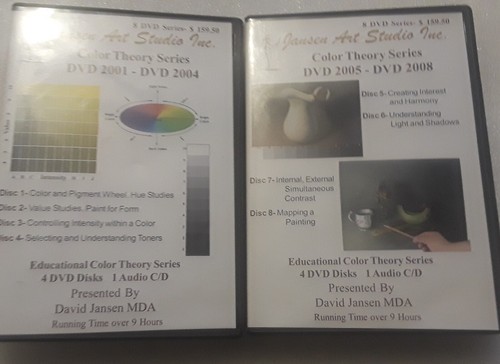 8 DVD Series- $ 159.50
Jansen Art Studio Inc.
Color Theory Series
DVD 2001 - DVD 2004
Disc 1- Color and Pigment Wheel, Hue Studies
Disc 2- Value Studies, Paint for Form
Disc 3- Controlling Intensity within a Color
Disc 4- Selecting and Understanding Toners
Educational Color Theory Series
4 DVD Disks 1 Audio C/D
Presented By
David Jansen MDA
Running Time over 9 Hours
8 DVD Series- $ 159.50
Jansen Art Studio Inc.
Color Theory Series
DVD 2005 - DVD 2008
Disc 5- Creating Interest
and Harmony
Disc 6- Understanding
Light and Shadows
Disc 7- Internal, External
Simultaneous
Contrast
Disc 8- Mapping a
Painting
Educational Color Theory Series
4 DVD Disks 1 Audio C/D
Presented By
David Jansen MDA
Running Time over 9 Hours